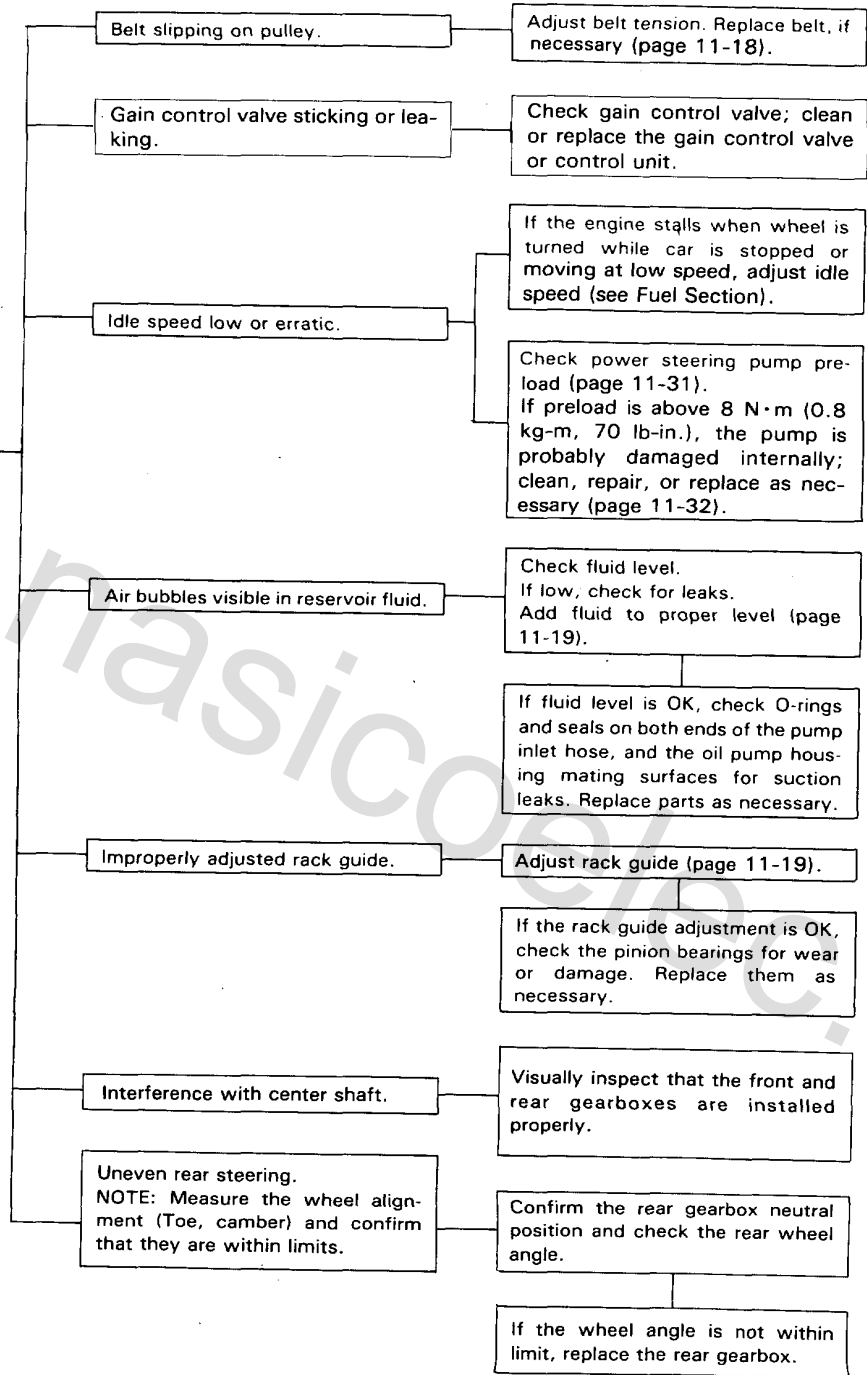 Belt slipping on pulley.
Adjust belt tension. Replace belt, if
necessary (page 11-18).
Gain control valve sticking or lea-
king.
Check gain control valve; clean
or replace the gain control valve
or control unit.
Idle speed low or erratic.
If the engine stalls when wheel is
turned while car is stopped or
moving at low speed, adjust idle
speed (see Fuel Section).
Check power steering pump pre-
load (page 11-31).
If preload is above 8 N·m (0.8
kg-m, 70 lb-in.), the pump is
probably damaged internally;
clean, repair, or replace as nec-
essary (page 11-32).
Air bubbles visible in reservoir fluid.
Check fluid level.
If low, check for leaks.
Add fluid to proper level (page
11-19).
If fluid level is OK, check O-rings
and seals on both ends of the pump
inlet hose, and the oil pump hous-
ing mating surfaces for suction
leaks. Replace parts as necessary.
Improperly adjusted rack guide.
Adjust rack guide (page 11-19).
If the rack guide adjustment is OK,
check the pinion bearings for wear
or damage. Replace them as
necessary.
Interference with center shaft.
Visually inspect that the front and
rear gearboxes are installed
properly.
Uneven rear steering.
NOTE: Measure the wheel align-
ment (Toe, camber) and confirm
that they are within limits.
Confirm the rear gearbox neutral
position and check the rear wheel
angle.
If the wheel angle is not within
limit, replace the rear gearbox.
nasicoelec.